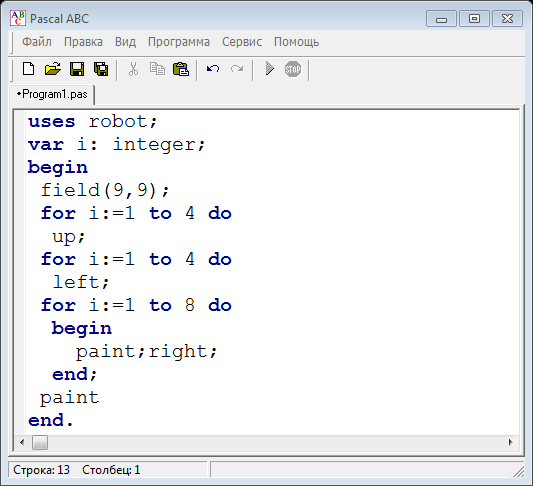 Pascal ABC
Файл Правка Вид Программа Сервис Помощь
•Program1.pas
uses robot;
var i: integer;
begin
field(9,9);
for i:=1 to 4 do
up;
for i:=1 to 4 do
left;
for i:=1 to 8 do
begin
paint;right;
end;
paint
end.
Строка: 13 Столбец: 1